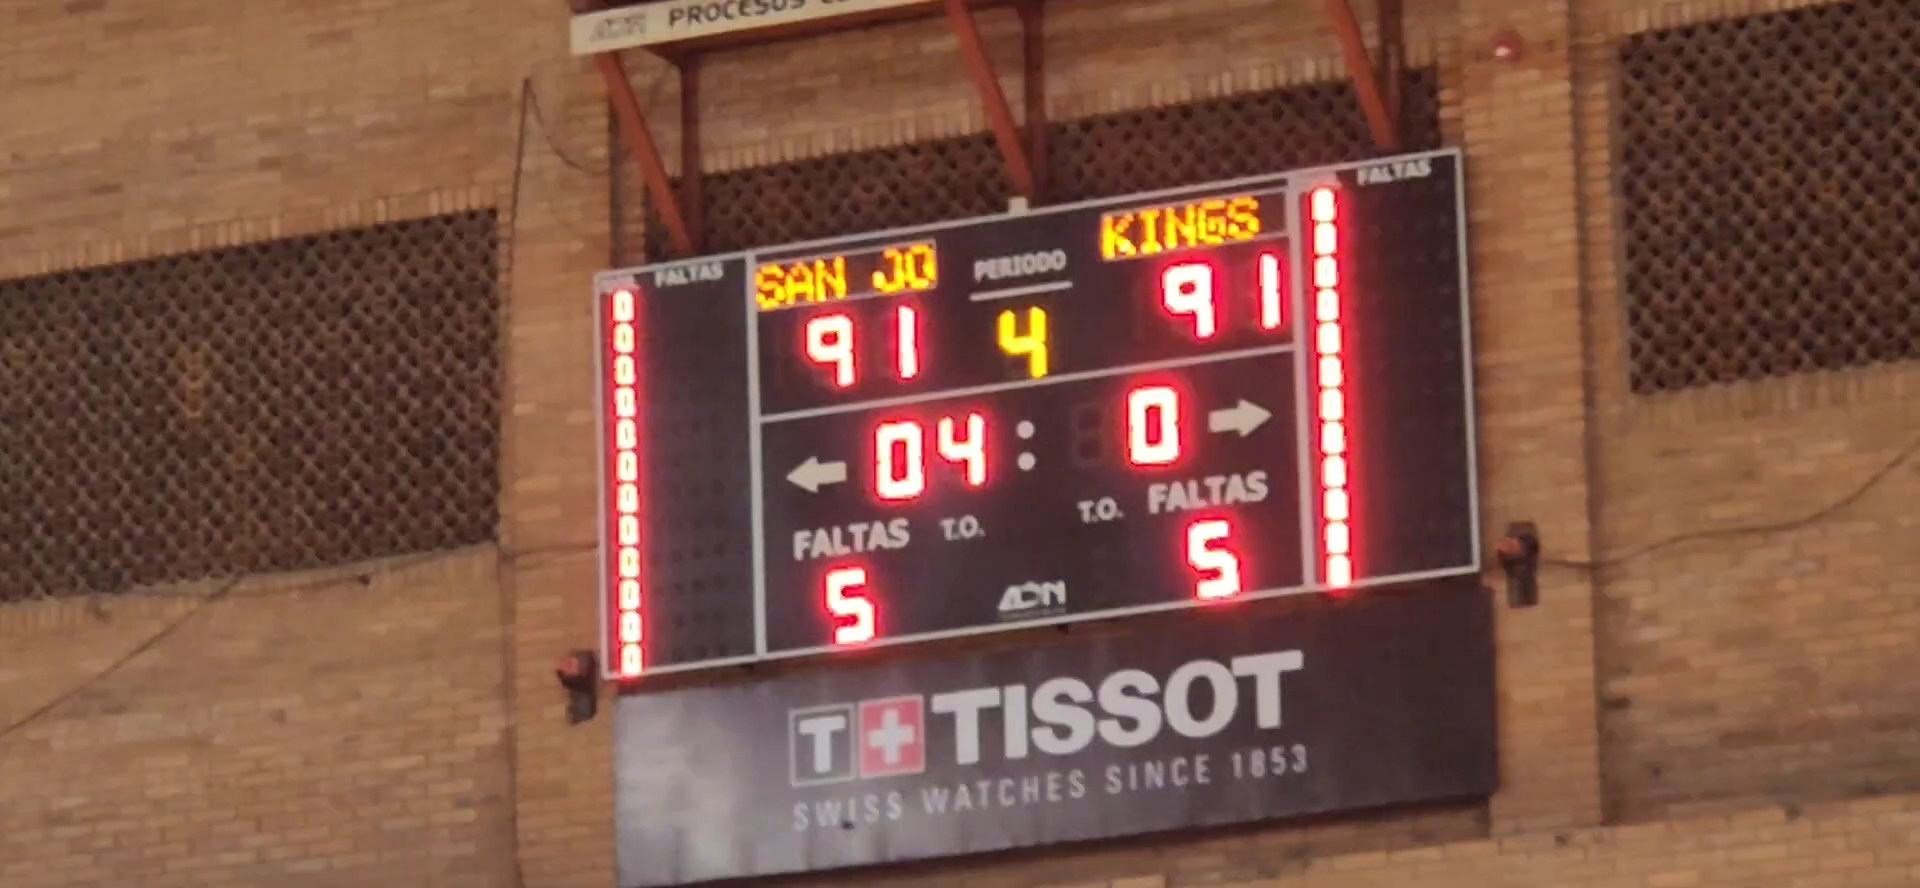 ADN PROCESOS
FALTAS
SAN JO
PERIODO
KINGS
FALTAS
91
4
91
04 : 0
FALTAS T.O.
T.O. FALTAS
5
5
ADN
T+ TISSOT
SWISS WATCHES SINCE 1853